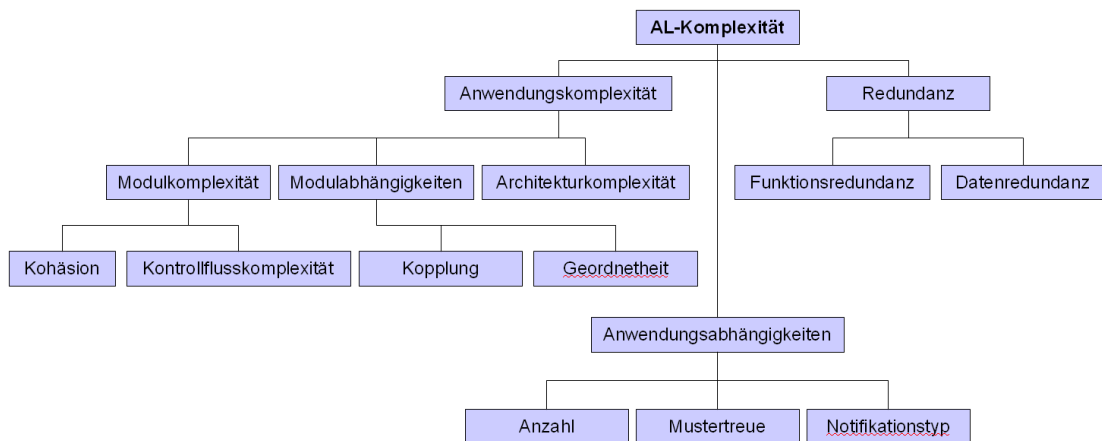 AL-Komplexität
Anwendungskomplexität
Redundanz
Modulkomplexität
Modulabhängigkeiten
Architekturkomplexität
Funktionsredundanz
Datenredundanz
Kohäsion
Kontrollflusskomplexität
Kopplung
Geordnetheit
Anwendungsabhängigkeiten
Anzahl
Mustertreue
Notifikationstyp